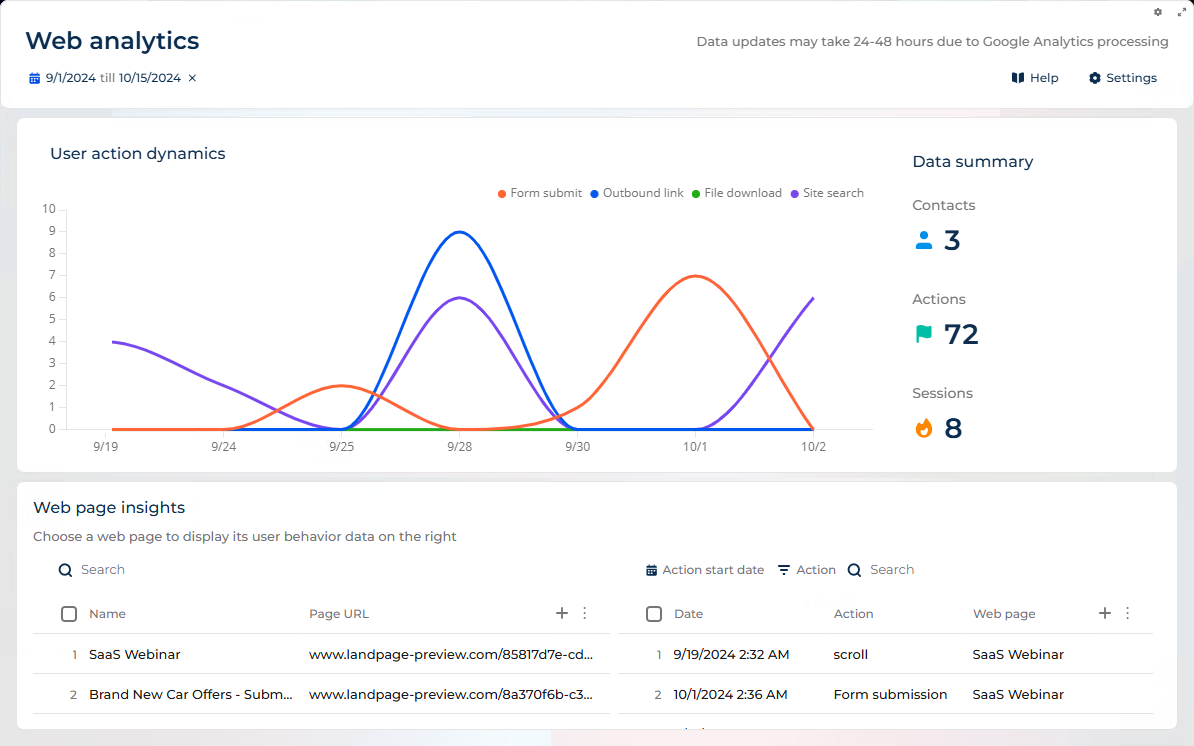 Web analytics
Data updates may take 24-48 hours due to Google Analytics processing
9/1/2024 till 10/15/2024 ×
Help Settings
User action dynamics
Form submit Outbound link File download Site search
10
9
8
7
6
5
4
3
2
1
0
9/19 9/24 9/25 9/28 9/30 10/1 10/2
Data summary
Contacts
3
Actions
72
Sessions
8
Web page insights
Choose a web page to display its user behavior data on the right
Search
Name Page URL
1 SaaS Webinar www.landpage-preview.com/85817d7e-cd...
2 Brand New Car Offers - Subm... www.landpage-preview.com/8a370f6b-c3...
Action start date Action Search
Date Action Web page
1 9/19/2024 2:32 AM scroll SaaS Webinar
2 10/1/2024 2:36 AM Form submission SaaS Webinar